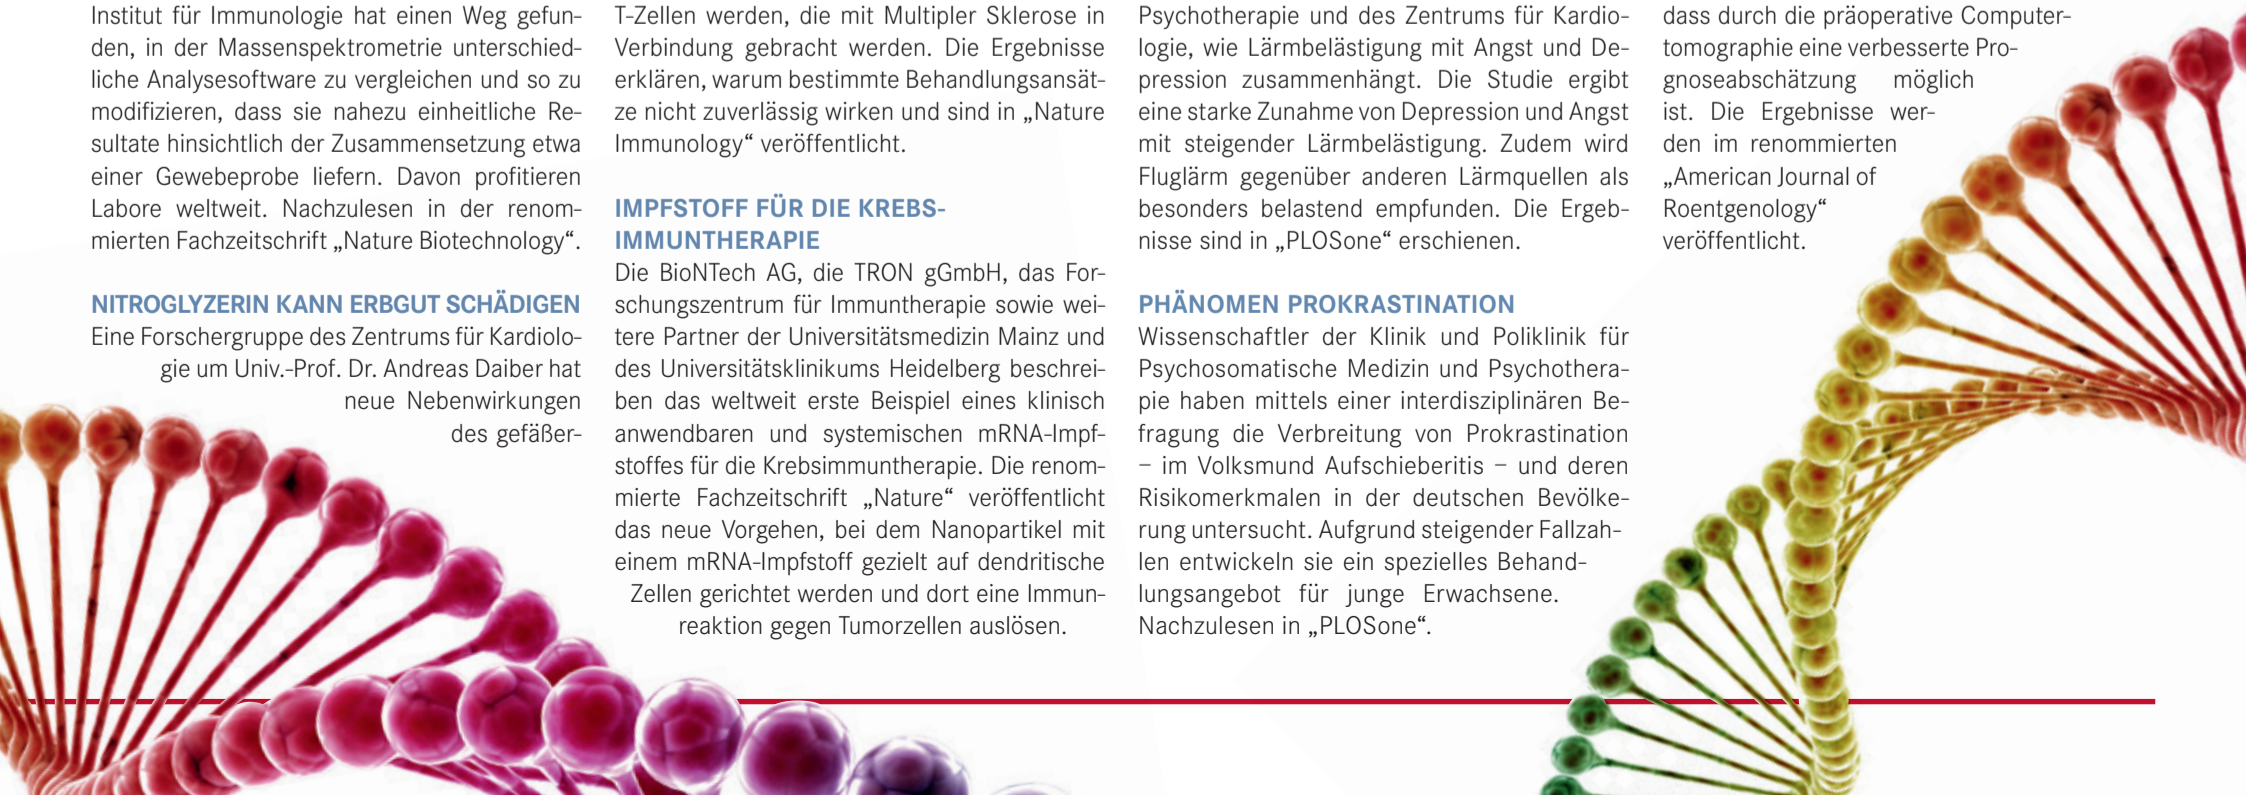 Institut für Immunologie hat einen Weg gefun-
den, in der Massenspektrometrie unterschied-
liche Analysesoftware zu vergleichen und so zu
modifizieren, dass sie nahezu einheitliche Re-
sultate hinsichtlich der Zusammensetzung etwa
einer Gewebeprobe liefern. Davon profitieren
Labore weltweit. Nachzulesen in der renom-
mierten Fachzeitschrift „Nature Biotechnology“.
NITROGLYZERIN KANN ERBGUT SCHÄDIGEN
Eine Forschergruppe des Zentrums für Kardiolo-
gie um Univ.-Prof. Dr. Andreas Daiber hat
neue Nebenwirkungen
des gefäßer-
T-Zellen werden, die mit Multipler Sklerose in
Verbindung gebracht werden. Die Ergebnisse
erklären, warum bestimmte Behandlungsansät-
ze nicht zuverlässig wirken und sind in „Nature
Immunology“ veröffentlicht.
IMPFSTOFF FÜR DIE KREBS-
IMMUNTHERAPIE
Die BioNTech AG, die TRON gGmbH, das For-
schungszentrum für Immuntherapie sowie wei-
tere Partner der Universitätsmedizin Mainz und
des Universitätsklinikums Heidelberg beschrei-
ben das weltweit erste Beispiel eines klinisch
anwendbaren und systemischen mRNA-Impf-
stoffes für die Krebsimmuntherapie. Die renom-
mierte Fachzeitschrift „Nature“ veröffentlicht
das neue Vorgehen, bei dem Nanopartikel mit
einem mRNA-Impfstoff gezielt auf dendritische
Zellen gerichtet werden und dort eine Immun-
reaktion gegen Tumorzellen auslösen.
Psychotherapie und des Zentrums für Kardio-
logie, wie Lärmbelästigung mit Angst und De-
pression zusammenhängt. Die Studie ergibt
eine starke Zunahme von Depression und Angst
mit steigender Lärmbelästigung. Zudem wird
Fluglärm gegenüber anderen Lärmquellen als
besonders belastend empfunden. Die Ergeb-
nisse sind in „PLOSone“ erschienen.
PHÄNOMEN PROKRASTINATION
Wissenschaftler der Klinik und Poliklinik für
Psychosomatische Medizin und Psychothera-
pie haben mittels einer interdisziplinären Be-
fragung die Verbreitung von Prokrastination
– im Volksmund Aufschieberitis – und deren
Risikomerkmalen in der deutschen Bevölke-
rung untersucht. Aufgrund steigender Fallzah-
len entwickeln sie ein spezielles Behand-
lungsangebot für junge Erwachsene.
Nachzulesen in „PLOSone“.
dass durch die präoperative Computer-
tomographie eine verbesserte Pro-
gnoseabschätzung möglich
ist. Die Ergebnisse wer-
den im renommierten
„American Journal of
Roentgenology“
veröffentlicht.